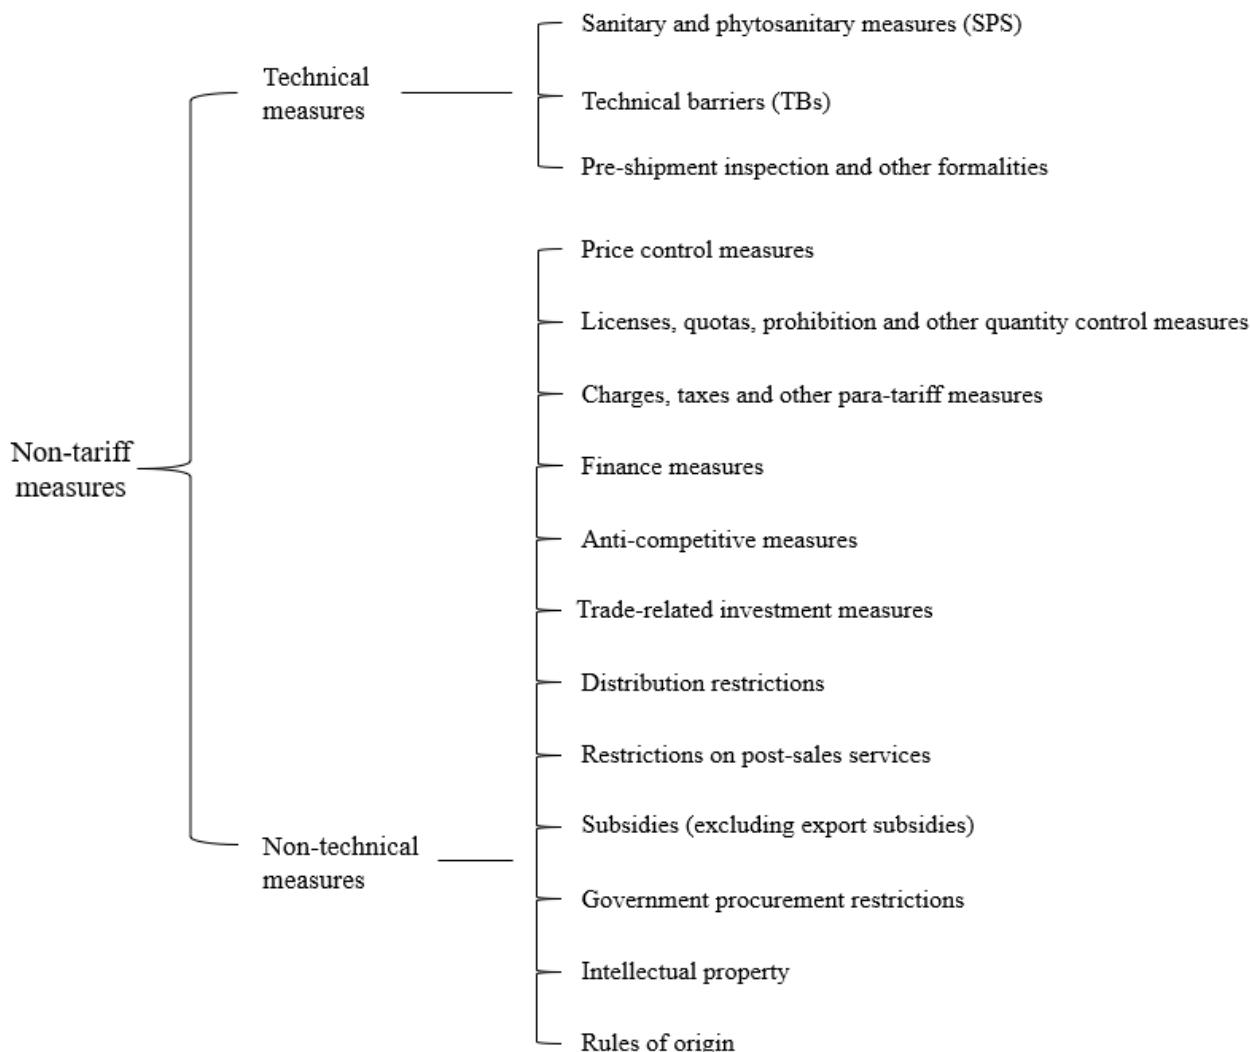 Non-tariff
measures
Technical
measures
Sanitary and phytosanitary measures (SPS)
Technical barriers (TBs)
Pre-shipment inspection and other formalities
Non-technical
measures
Price control measures
Licenses, quotas, prohibition and other quantity control measures
Charges, taxes and other para-tariff measures
Finance measures
Anti-competitive measures
Trade-related investment measures
Distribution restrictions
Restrictions on post-sales services
Subsidies (excluding export subsidies)
Government procurement restrictions
Intellectual property
Rules of origin